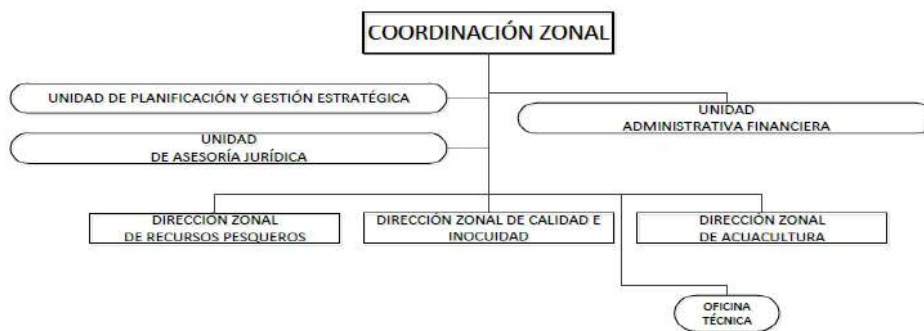 COORDINACIÓN ZONAL
UNIDAD DE PLANIFICACIÓN Y GESTIÓN ESTRATÉGICA
UNIDAD
ADMINISTRATIVA FINANCIERA
UNIDAD
DE ASESORÍA JURÍDICA
DIRECCIÓN ZONAL
DE RECURSOS PESQUEROS
DIRECCIÓN ZONAL DE CALIDAD E
INOCUIDAD
DIRECCIÓN ZONAL
DE ACUACULTURA
OFICINA
TÉCNICA